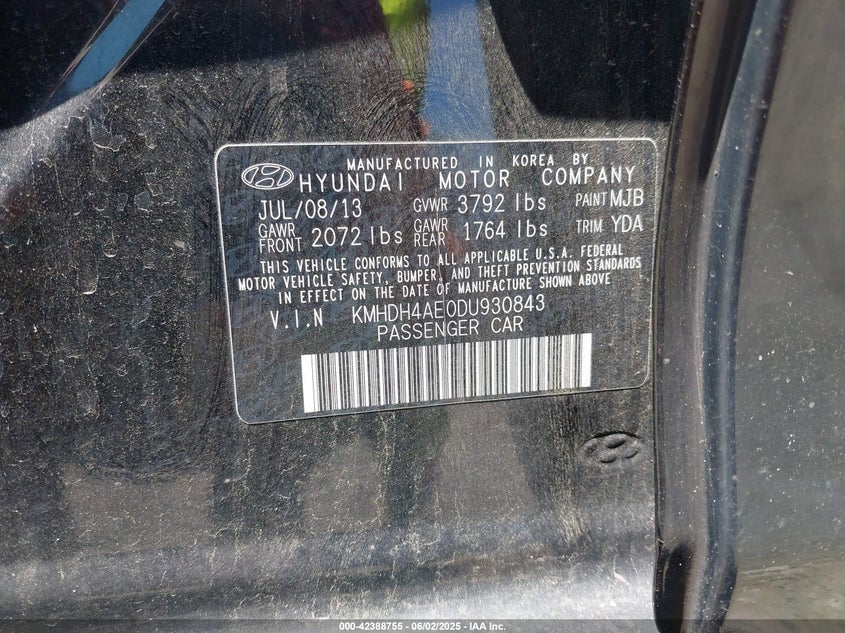 MANUFACTURED IN KOREA BY
HYUNDAI MOTOR COMPANY
JUL/08/13 GVWR 3792 lbs PAINT MJB
GAWR FRONT 2072 lbs GAWR REAR 1764 lbs TRIM YDA
THIS VEHICLE CONFORMS TO ALL APPLICABLE U.S.A. FEDERAL
MOTOR VEHICLE SAFETY, BUMPER, AND THEFT PREVENTION STANDARDS
IN EFFECT ON THE DATE OF MANUFACTURE SHOWN ABOVE
V.I.N KMHDH4AE0DU930843
PASSENGER CAR
000-42388755 - 06/02/2025 - IAA Inc.